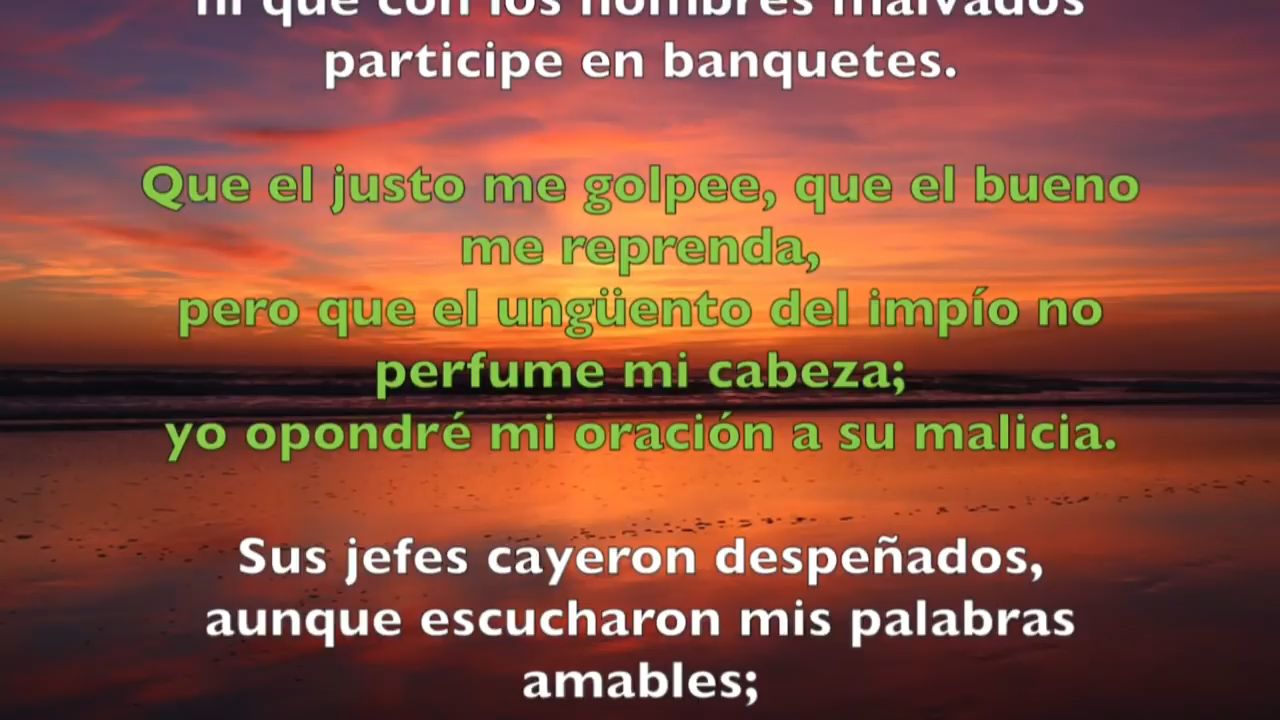 ni que con los hombres malvados
participe en banquetes.
Que el justo me golpee, que el bueno
me reprenda,
pero que el ungüento del impío no
perfume mi cabeza;
yo opondré mi oración a su malicia.
Sus jefes cayeron despeñados,
aunque escucharon mis palabras
amables;